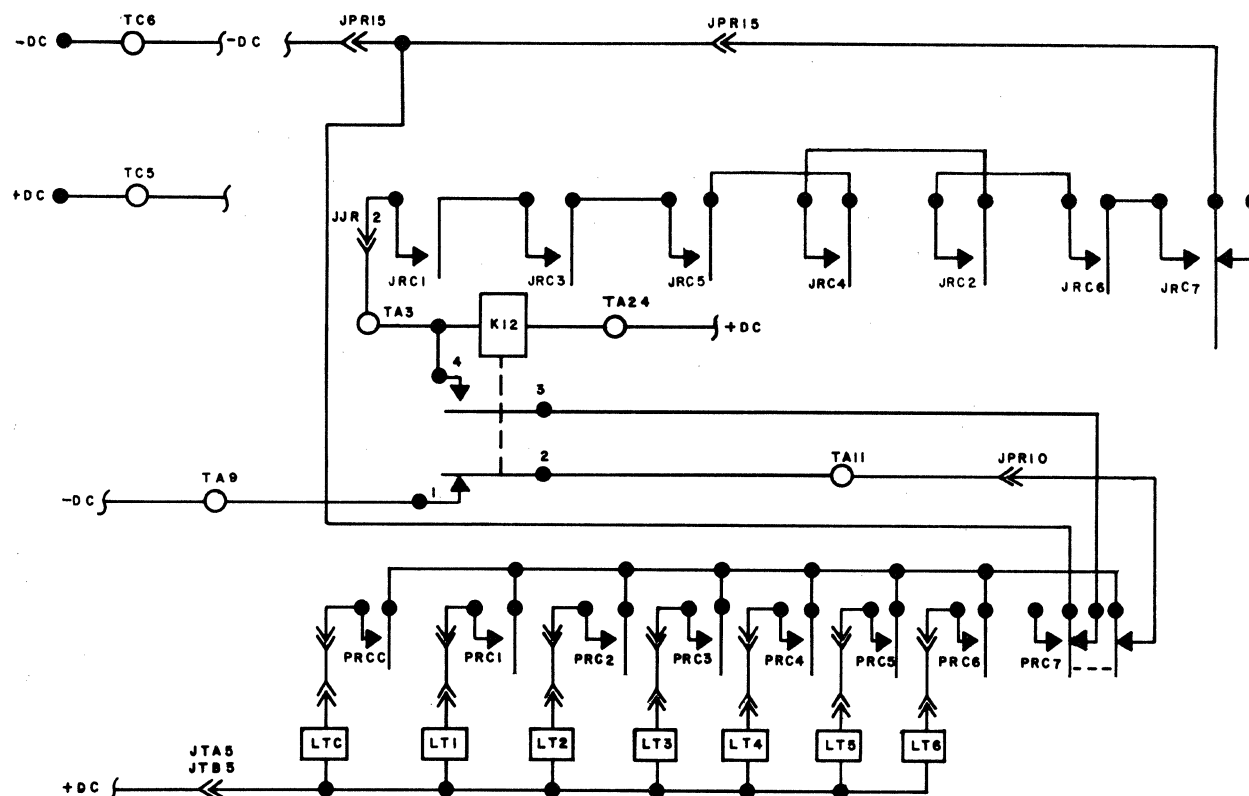 TC6
JPR15
JPR15
-DC
-DC
TC5
+DC
JJR 2
JRC1
JRC3
JRC5
JRC4
JRC2
JRC6
JRC7
TA3
K12
TA24
+DC
4
3
2
TA11
JPR10
TA9
-DC
1
PRCC
PRC1
PRC2
PRC3
PRC4
PRC5
PRC6
PRC7
LTC
LT1
LT2
LT3
LT4
LT5
LT6
JTA5
JTB5
+DC